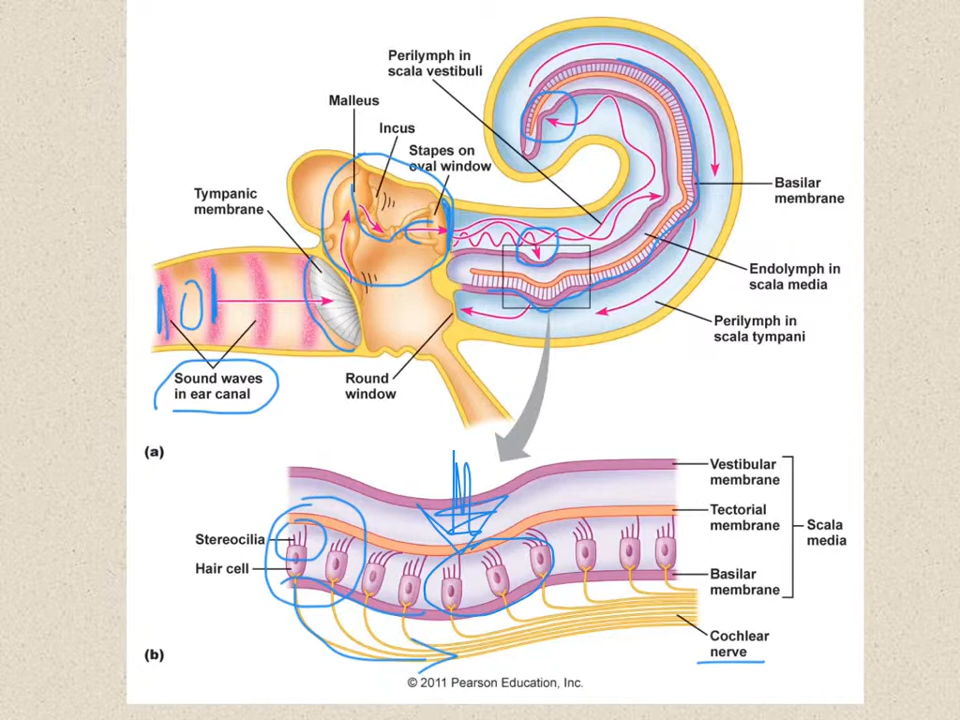 Perilymph in
scala vestibuli
Malleus
Incus
Stapes on
oval window
Tympanic
membrane
Basilar
membrane
Endolymph in
scala media
Perilymph in
scala tympani
Sound waves
in ear canal
Round
window
(a)
Vestibular
membrane
Tectorial
membrane
Scala
media
Stereocilia
Hair cell
Basilar
membrane
Cochlear
nerve
(b)
© 2011 Pearson Education, Inc.